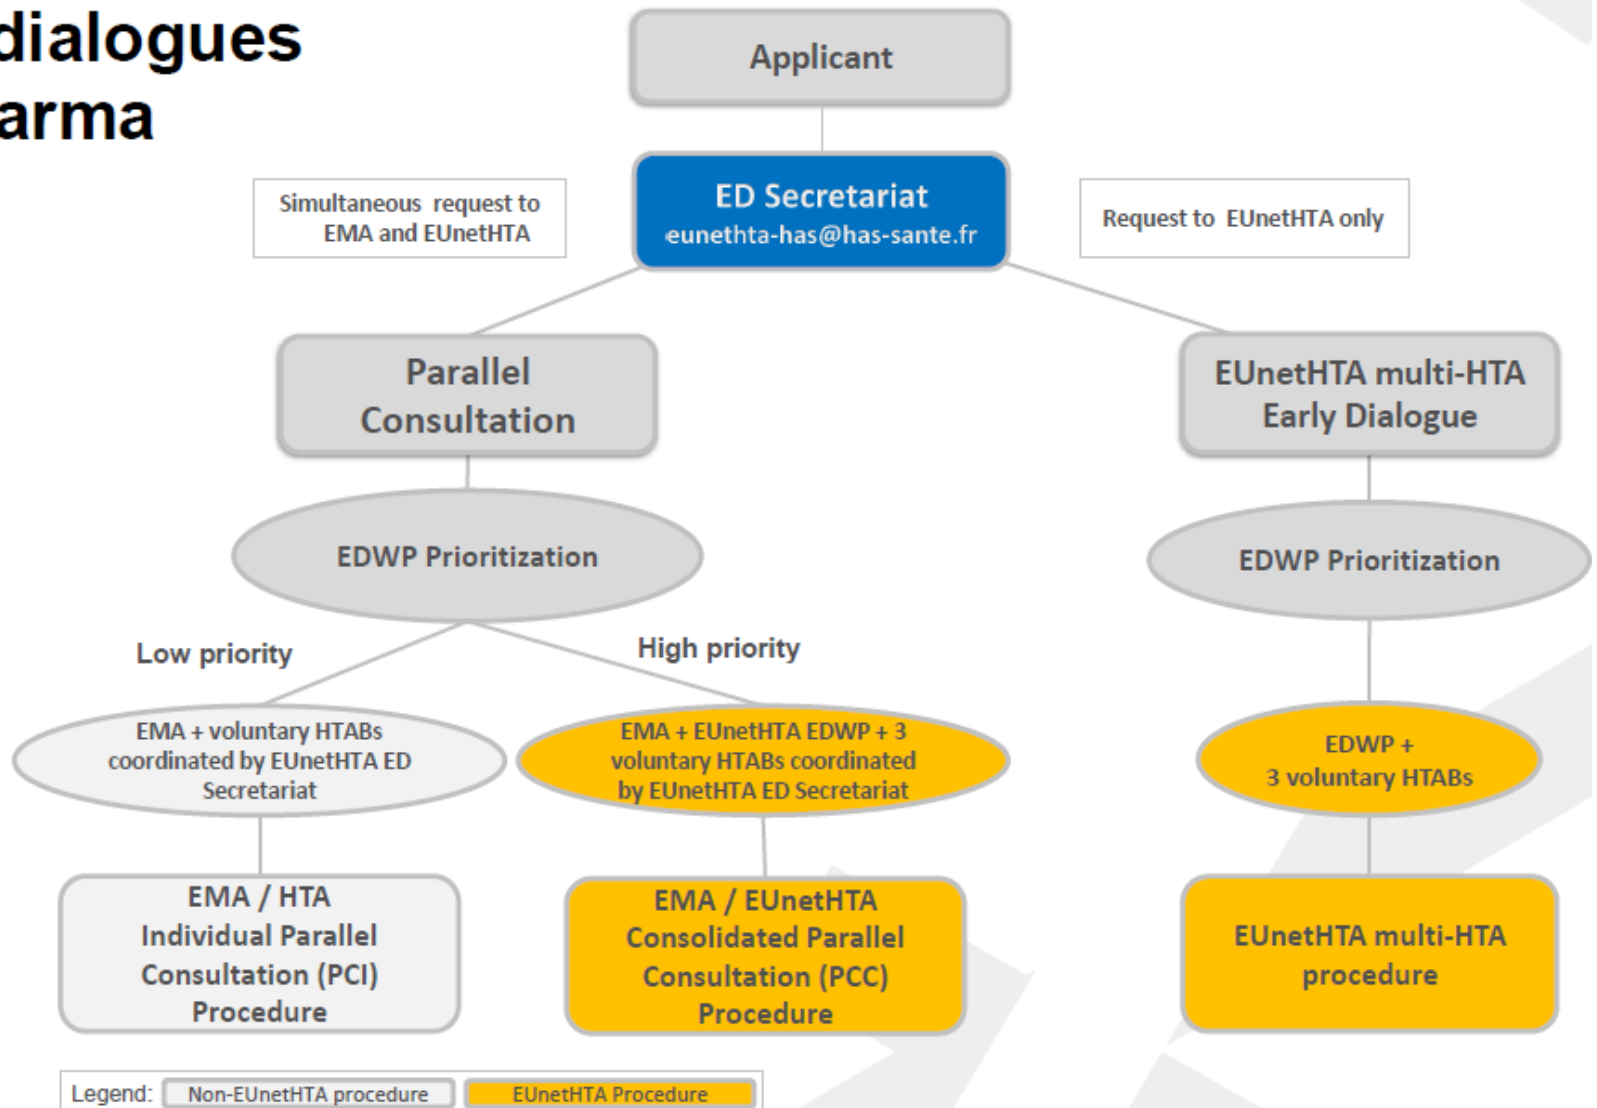 dialogues
arma
Applicant
ED Secretariat
eunethta-has@has-sante.fr
Simultaneous request to
EMA and EUnetHTA
Request to EUnetHTA only
Parallel
Consultation
EUnetHTA multi-HTA
Early Dialogue
EDWP Prioritization
EDWP Prioritization
Low priority
High priority
EMA + voluntary HTABs
coordinated by EUnetHTA ED
Secretariat
EMA + EUnetHTA EDWP + 3
voluntary HTABs coordinated
by EUnetHTA ED Secretariat
EDWP +
3 voluntary HTABs
EMA / HTA
Individual Parallel
Consultation (PCI)
Procedure
EMA / EUnetHTA
Consolidated Parallel
Consultation (PCC)
Procedure
EUnetHTA multi-HTA
procedure
Legend: Non-EUnetHTA procedure EUnetHTA Procedure